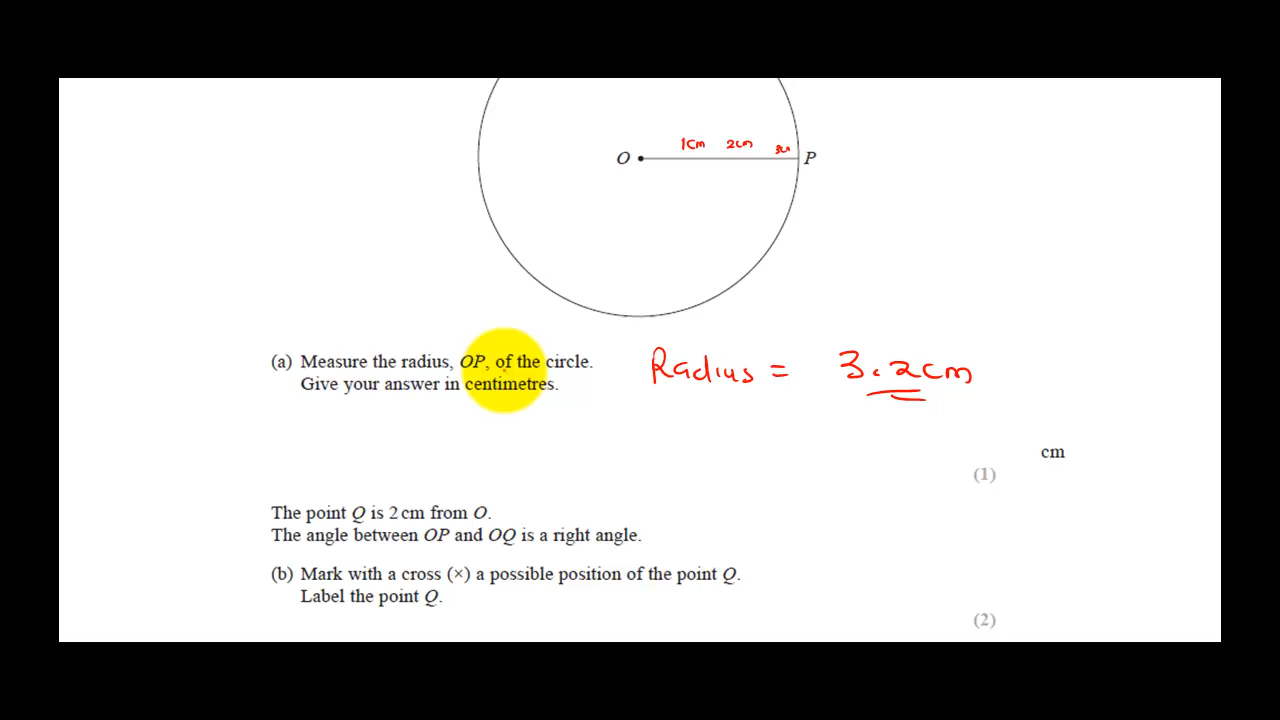 1cm 2cm
O P
(a) Measure the radius, OP, of the circle.
Give your answer in centimetres.
Radius = 3.2cm
cm
(1)
The point Q is 2 cm from O.
The angle between OP and OQ is a right angle.
(b) Mark with a cross (×) a possible position of the point Q.
Label the point Q.
(2)